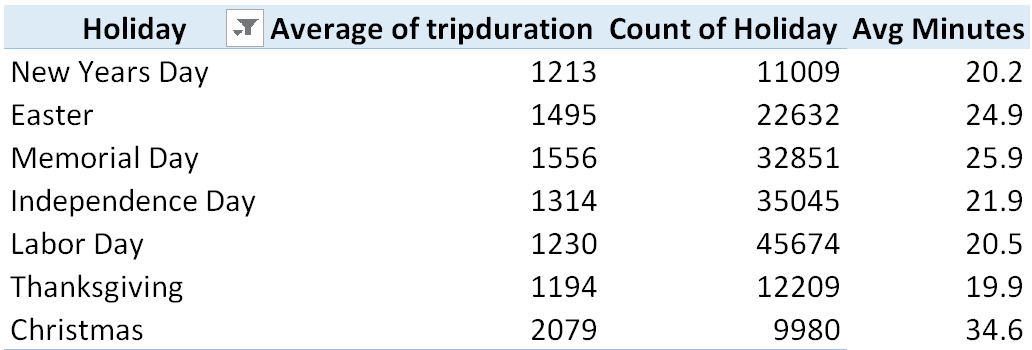 Holiday Average of tripduration Count of Holiday Avg Minutes
New Years Day 1213 11009 20.2
Easter 1495 22632 24.9
Memorial Day 1556 32851 25.9
Independence Day 1314 35045 21.9
Labor Day 1230 45674 20.5
Thanksgiving 1194 12209 19.9
Christmas 2079 9980 34.6